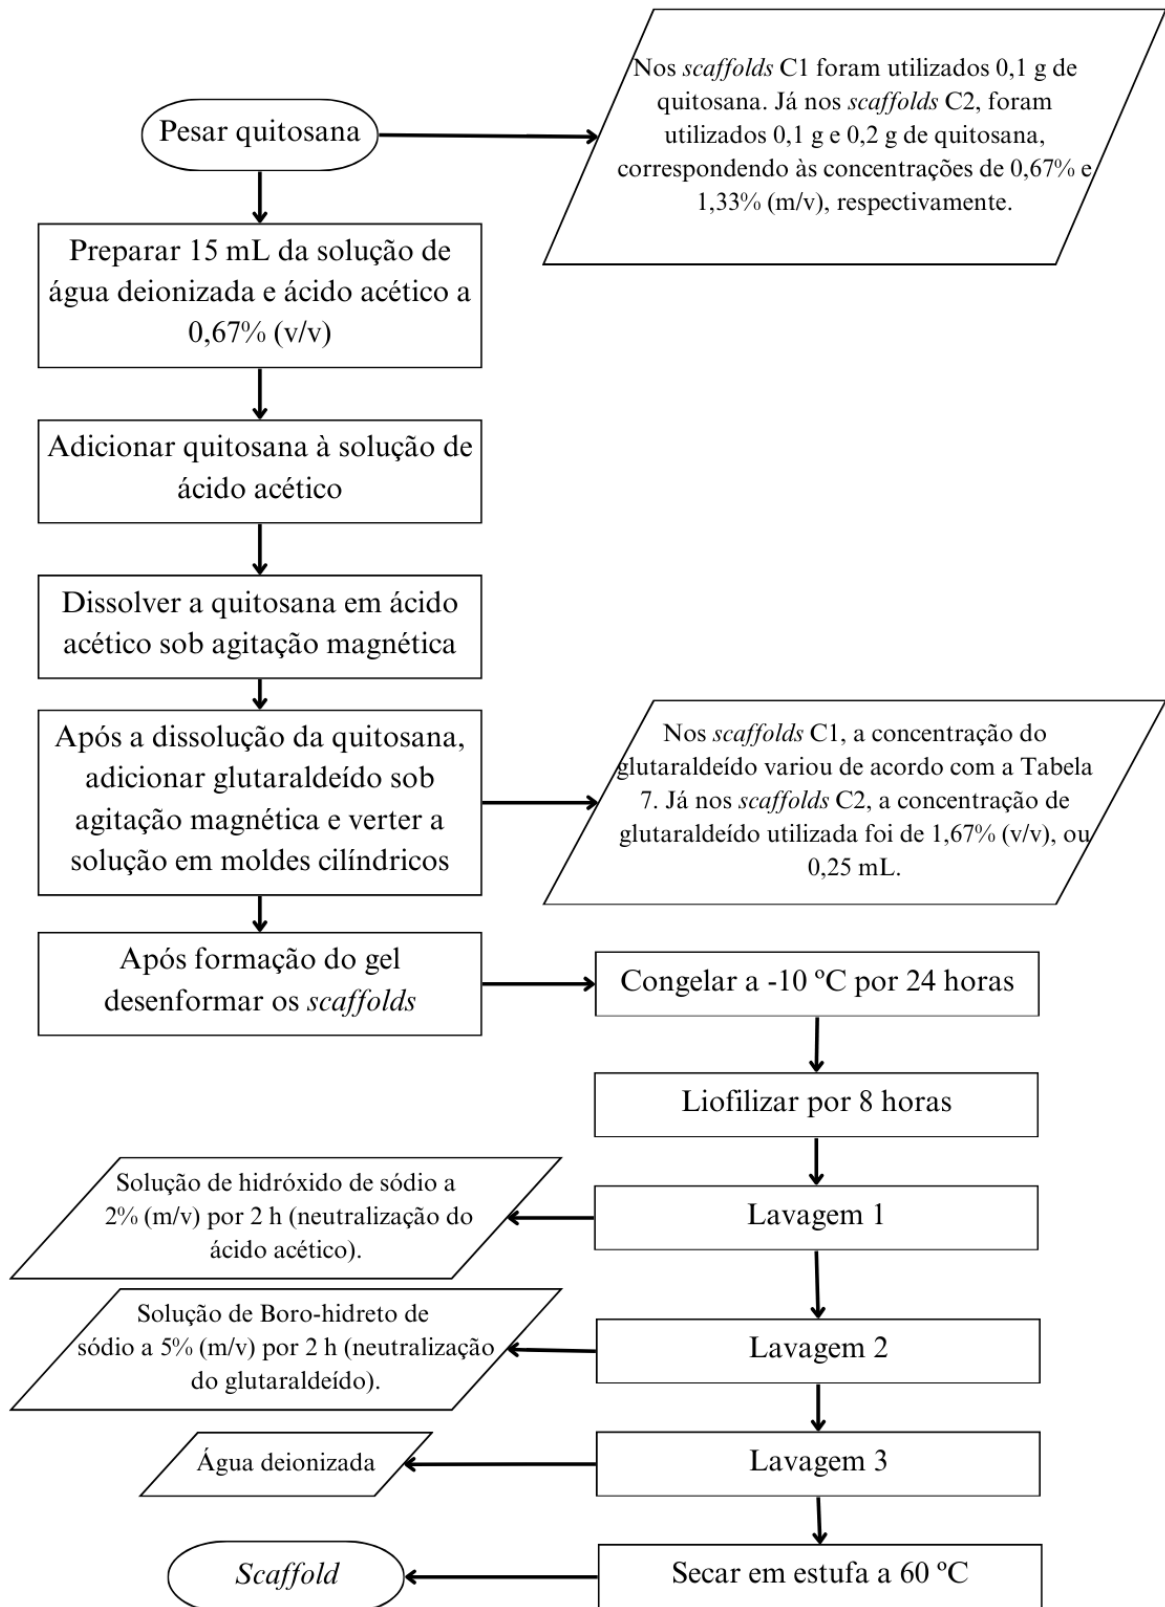 Pesar quitosana
Nos scaffolds C1 foram utilizados 0,1 g de
quitosana. Já nos scaffolds C2, foram
utilizados 0,1 g e 0,2 g de quitosana,
correspondendo às concentrações de 0,67% e
1,33% (m/v), respectivamente.
Preparar 15 mL da solução de
água deionizada e ácido acético a
0,67% (v/v)
Adicionar quitosana à solução de
ácido acético
Dissolver a quitosana em ácido
acético sob agitação magnética
Após a dissolução da quitosana,
adicionar glutaraldeído sob
agitação magnética e verter a
solução em moldes cilíndricos
Nos scaffolds C1, a concentração do
glutaraldeído variou de acordo com a Tabela
7. Já nos scaffolds C2, a concentração de
glutaraldeído utilizada foi de 1,67% (v/v), ou
0,25 mL.
Após formação do gel
desenformar os scaffolds
Congelar a -10 ºC por 24 horas
Liofilizar por 8 horas
Lavagem 1
Solução de hidróxido de sódio a
2% (m/v) por 2 h (neutralização do
ácido acético).
Lavagem 2
Solução de Boro-hidreto de
sódio a 5% (m/v) por 2 h (neutralização
do glutaraldeído).
Lavagem 3
Água deionizada
Secar em estufa a 60 ºC
Scaffold